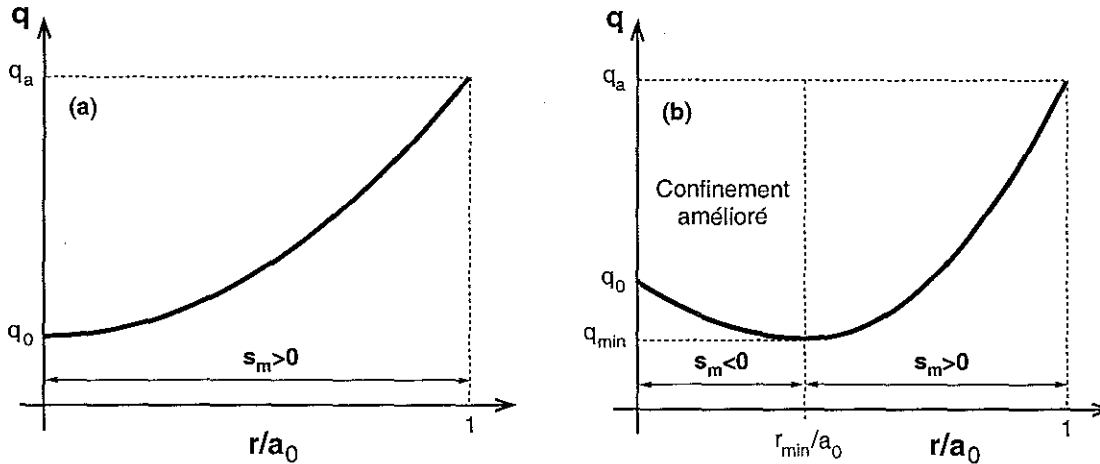 q
q_a
(a)
q_0
s_m>0
r/a_0
1
q
q_a
(b)
Confinement
amélioré
q_0
q_min
s_m<0
s_m>0
r_min/a_0
r/a_0
1